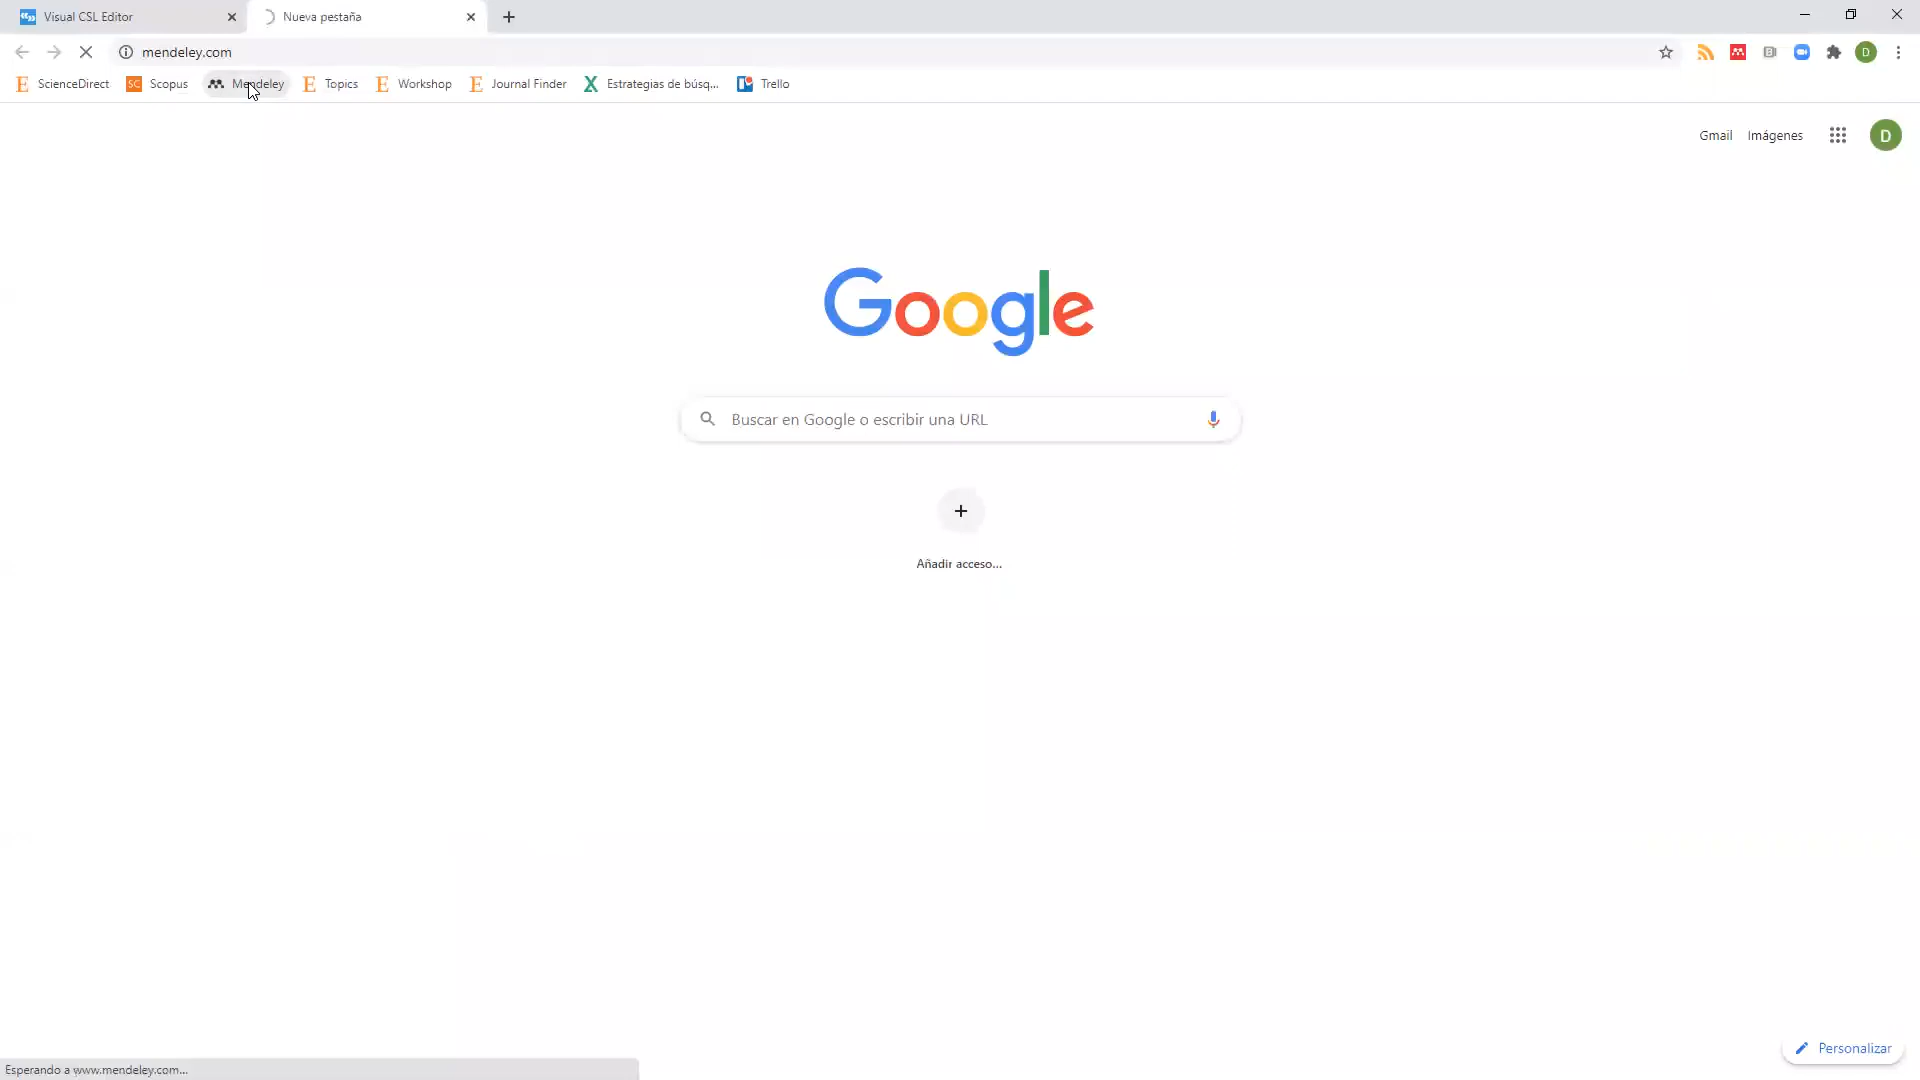 Visual CSL Editor
Nueva pestaña
mendeley.com
D
E ScienceDirect
SC Scopus
Mendeley
E Topics
E Workshop
E Journal Finder
X Estrategias de búsq...
Trello
Gmail
Imágenes
D
Google
Buscar en Google o escribir una URL
Añadir acceso...
Personalizar
Esperando a www.mendeley.com...